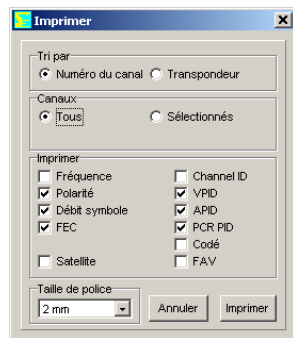 Imprimer
Tri par
Numéro du canal Transpondeur
Canaux
Tous Sélectionnés
Imprimer
Fréquence Channel ID
Polarité VPID
Débit symbole APID
FEC PCR PID
Codé
Satellite FAV
Taille de police
2 mm Annuler Imprimer